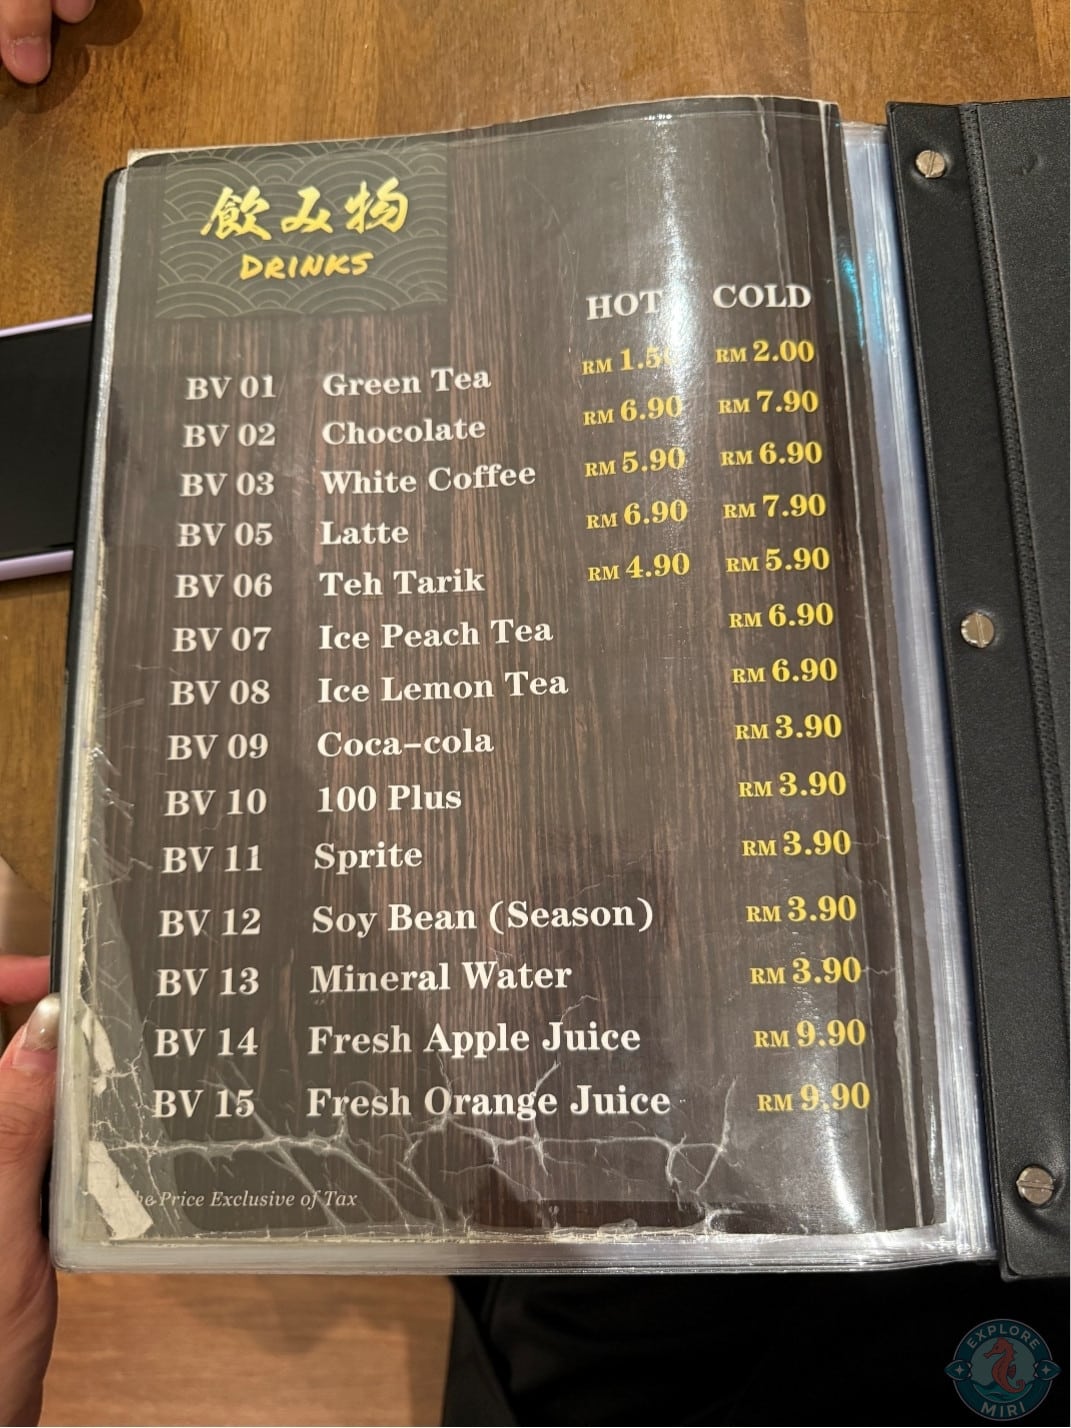 飲み物
DRINKS
HOT COLD
BV 01 Green Tea RM 1.50 RM 2.00
BV 02 Chocolate RM 6.90 RM 7.90
BV 03 White Coffee RM 5.90 RM 6.90
BV 05 Latte RM 6.90 RM 7.90
BV 06 Teh Tarik RM 4.90 RM 5.90
BV 07 Ice Peach Tea RM 6.90
BV 08 Ice Lemon Tea RM 6.90
BV 09 Coca-cola RM 3.90
BV 10 100 Plus RM 3.90
BV 11 Sprite RM 3.90
BV 12 Soy Bean (Season) RM 3.90
BV 13 Mineral Water RM 3.90
BV 14 Fresh Apple Juice RM 9.90
BV 15 Fresh Orange Juice RM 9.90
he Price Exclusive of Tax
EXPLORE
MIRI